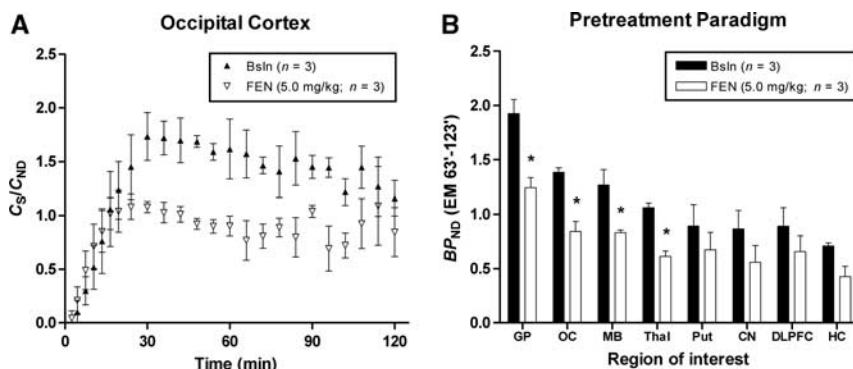 A
Occipital Cortex
BsIn (n = 3)
FEN (5.0 mg/kg; n = 3)
CS/CND
2.5
2.0
1.5
1.0
0.5
0.0
0 30 60 90 120
Time (min)
B
Pretreatment Paradigm
BsIn (n = 3)
FEN (5.0 mg/kg; n = 3)
BPND (EM 63'-123')
2.5
2.0
1.5
1.0
0.5
0.0
* * * *
GP OC MB Thal Put CN DLPFC HC
Region of interest